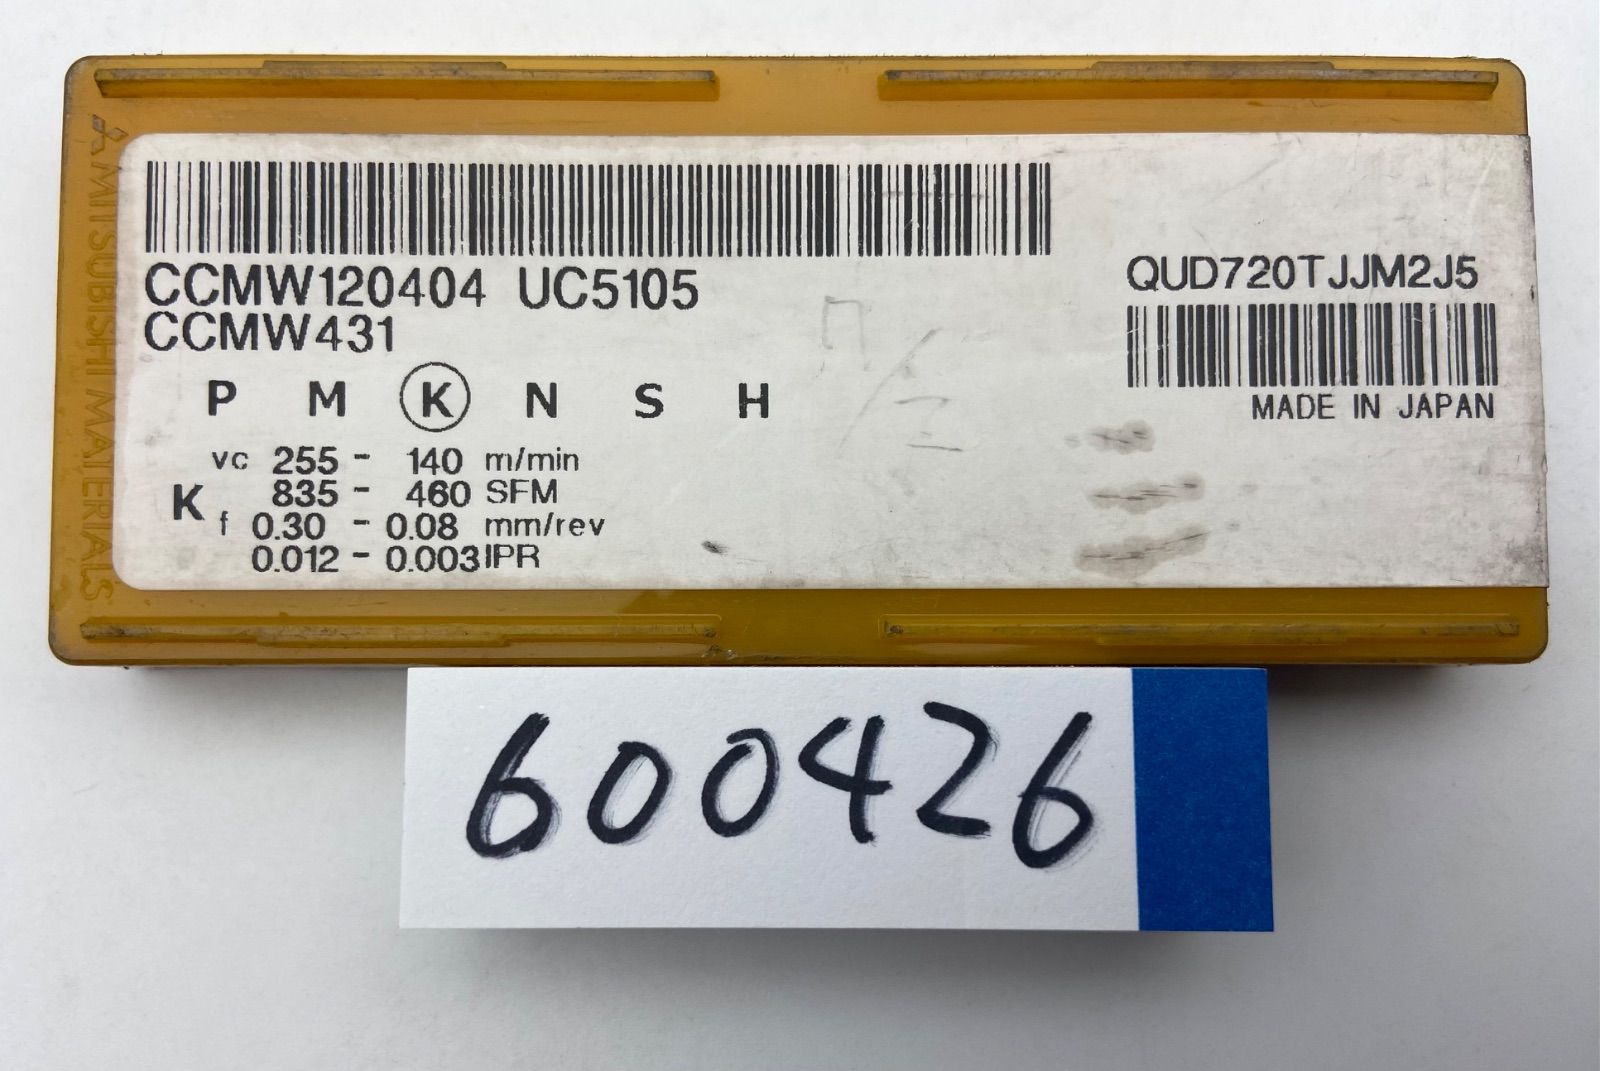 MITSUBISHI MATERIALS
CCMW120404 UC5105
CCMW431
QUD720TJJM2J5
MADE IN JAPAN
P M K N S H
K
vc 255 - 140 m/min
835 - 460 SFM
f 0.30 - 0.08 mm/rev
0.012 - 0.003 IPR
600426